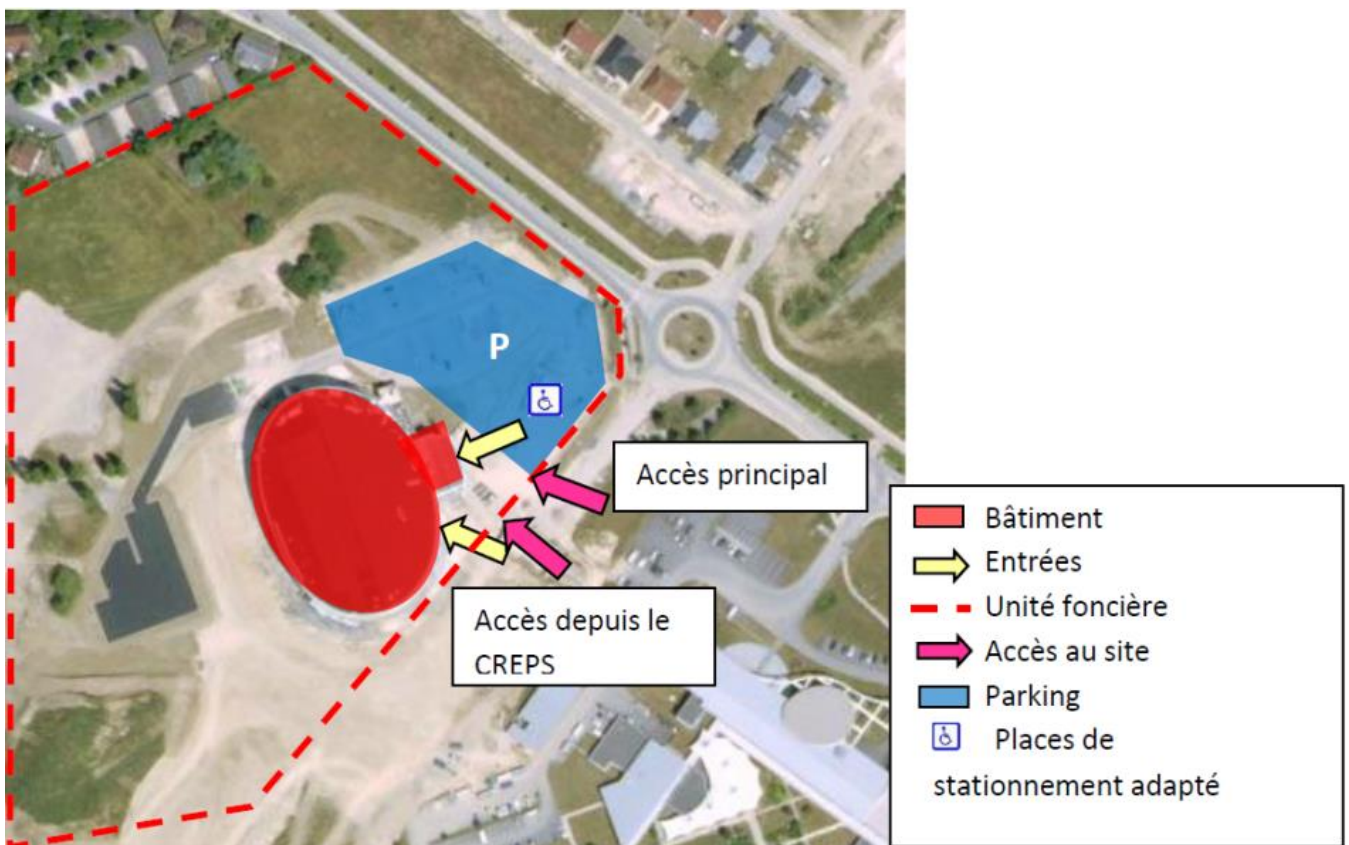 P
Accès principal
Accès depuis le
CREPS
Bâtiment
Entrées
Unité foncière
Accès au site
Parking
Places de
stationnement adapté